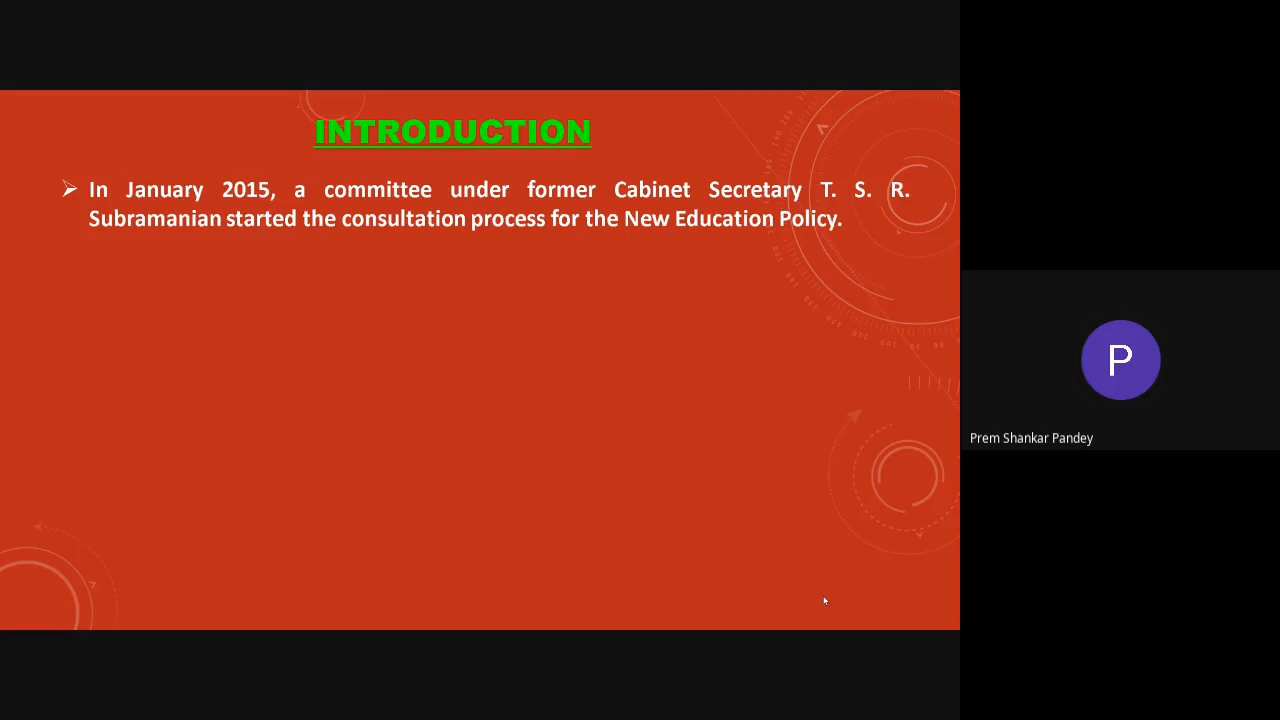 INTRODUCTION
➢ In January 2015, a committee under former Cabinet Secretary T. S. R.
Subramanian started the consultation process for the New Education Policy.
P
Prem Shankar Pandey